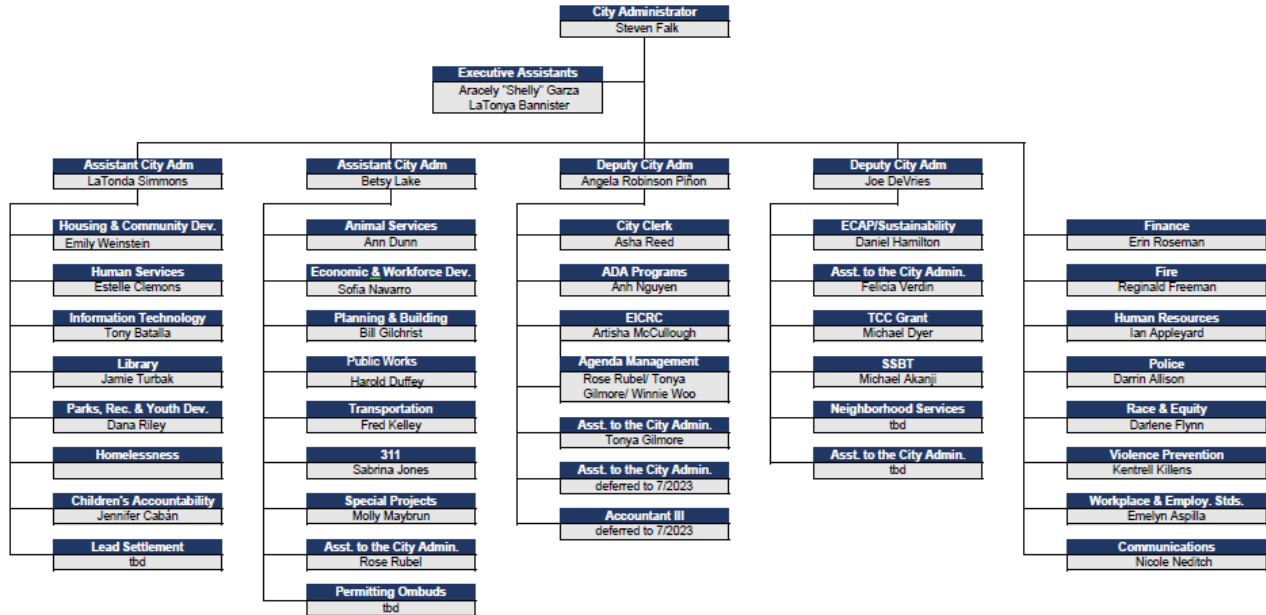 City Administrator
Steven Falk
Executive Assistants
Aracely "Shelly" Garza
LaTonya Bannister
Assistant City Adm
LaTonda Simmons
Housing & Community Dev.
Emily Weinstein
Human Services
Estelle Clemons
Information Technology
Tony Batalla
Library
Jamie Turbak
Parks, Rec. & Youth Dev.
Dana Riley
Homelessness
Children's Accountability
Jennifer Cabán
Lead Settlement
tbd
Assistant City Adm
Betsy Lake
Animal Services
Ann Dunn
Economic & Workforce Dev.
Sofia Navarro
Planning & Building
Bill Gilchrist
Public Works
Harold Duffey
Transportation
Fred Kelley
311
Sabrina Jones
Special Projects
Molly Maybrun
Asst. to the City Admin.
Rose Rubel
Permitting Ombuds
tbd
Deputy City Adm
Angela Robinson Piñon
City Clerk
Asha Reed
ADA Programs
Anh Nguyen
EICRC
Artisha McCullough
Agenda Management
Rose Rubel/ Tonya
Gilmore/ Winnie Woo
Asst. to the City Admin.
Tonya Gilmore
Asst. to the City Admin.
deferred to 7/2023
Accountant III
deferred to 7/2023
Deputy City Adm
Joe DeVries
ECAP/Sustainability
Daniel Hamilton
Asst. to the City Admin.
Felicia Verdin
TCC Grant
Michael Dyer
SSBT
Michael Akanji
Neighborhood Services
tbd
Asst. to the City Admin.
tbd
Finance
Erin Roseman
Fire
Reginald Freeman
Human Resources
Ian Appleyard
Police
Darrin Allison
Race & Equity
Darlene Flynn
Violence Prevention
Kentrell Killens
Workplace & Employ. Stds.
Emelyn Aspilla
Communications
Nicole Neditch